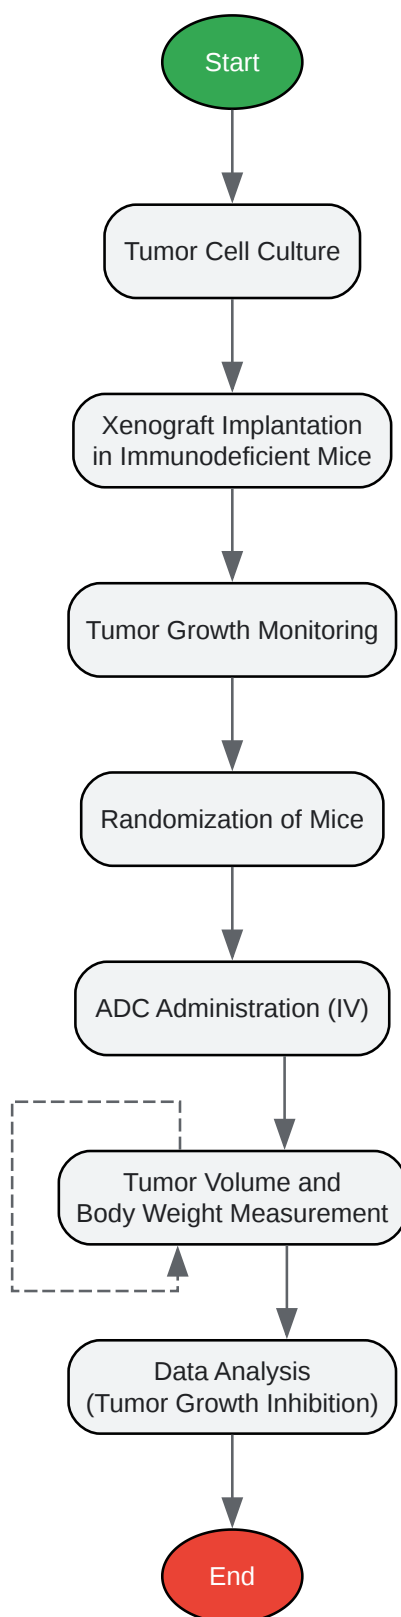 Start
Tumor Cell Culture
Xenograft Implantation
in Immunodeficient Mice
Tumor Growth Monitoring
Randomization of Mice
ADC Administration (IV)
Tumor Volume and
Body Weight Measurement
Data Analysis
(Tumor Growth Inhibition)
End